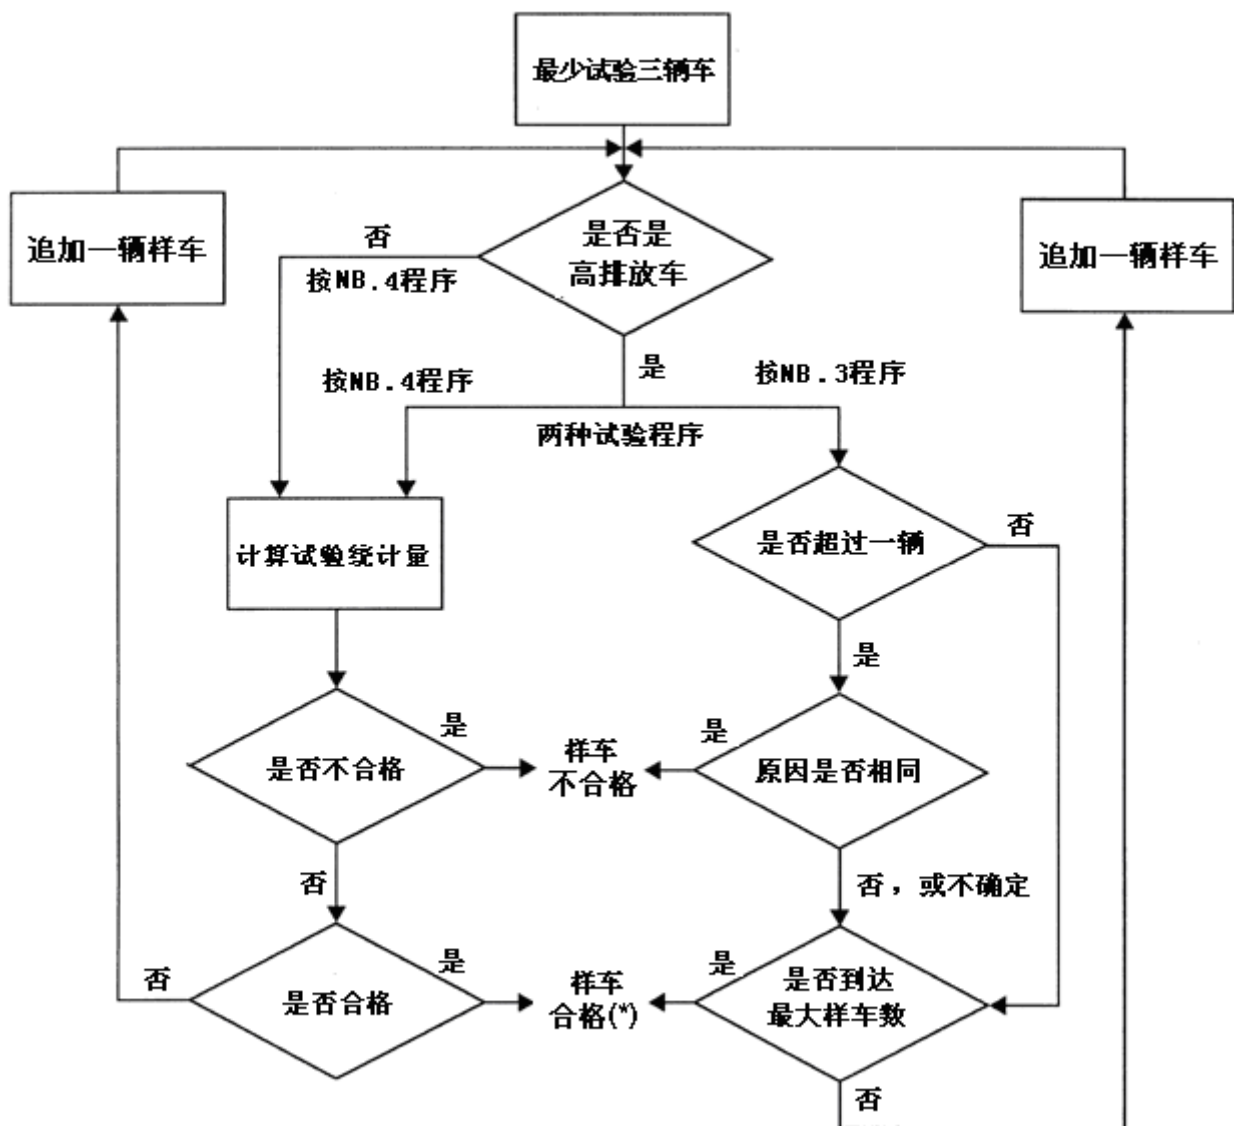 最少试验三辆车
追加一辆样车
否
按NB.4程序
是否是
高排放车
追加一辆样车
是
按NB.4程序
按NB.3程序
两种试验程序
计算试验统计量
是否超过一辆
否
是
是否不合格
是
样车
不合格
是
原因是否相同
否
否，或不确定
否
是否合格
是
样车
合格(*)
是
是否到达
最大样车数
否